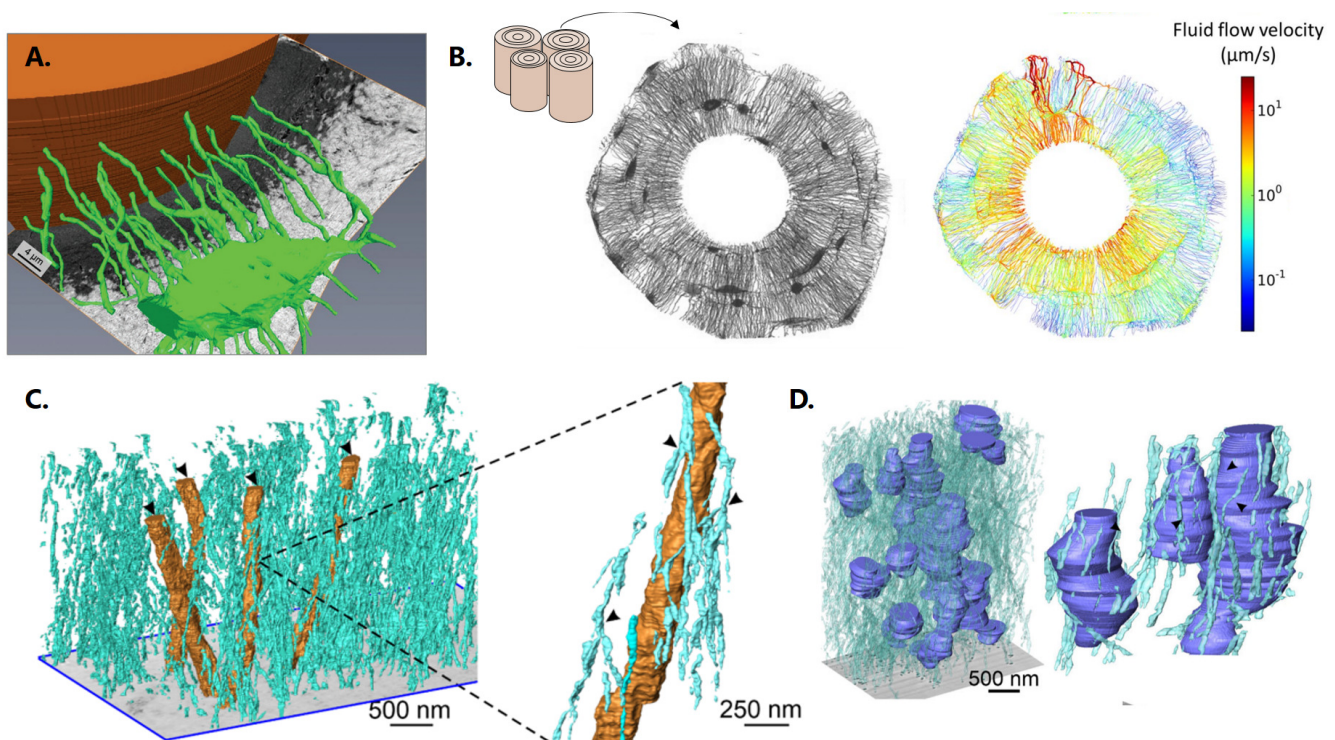 A.
4 µm
B.
Fluid flow velocity
(µm/s)
10¹
10⁰
10⁻¹
C.
500 nm
250 nm
D.
500 nm